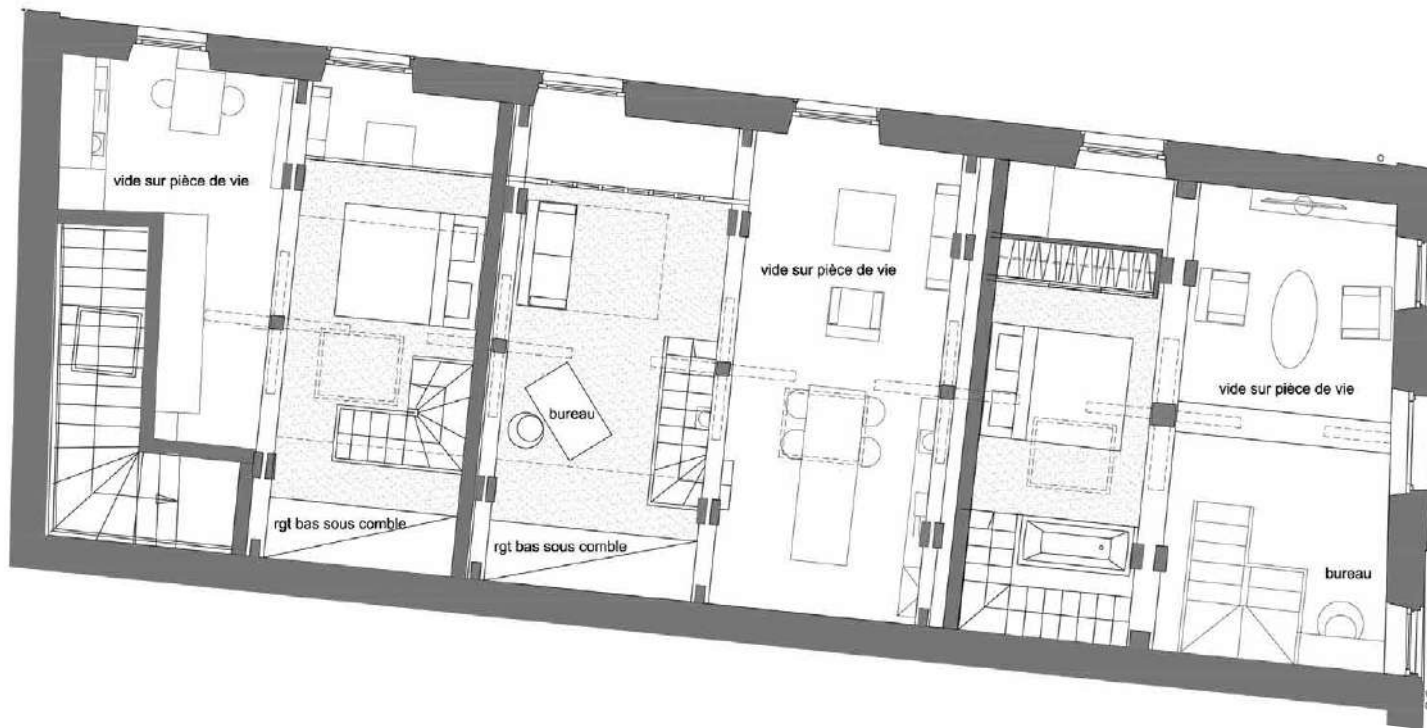 vide sur pièce de vie
vide sur pièce de vie
vide sur pièce de vie
bureau
rgt bas sous comble
rgt bas sous comble
bureau